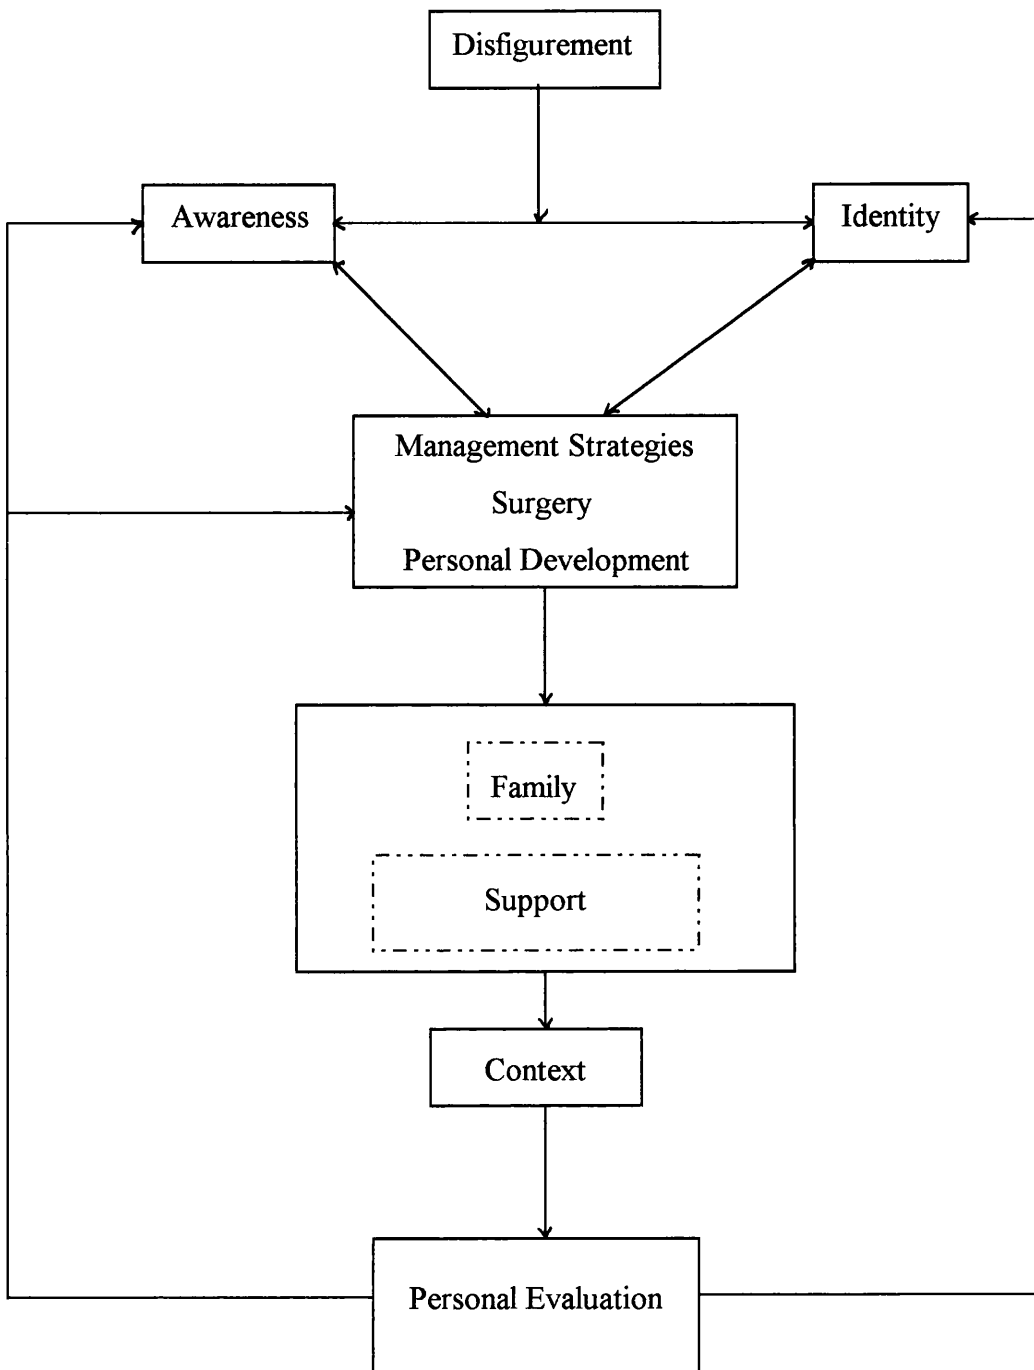 Disfigurement
Awareness
Identity
Management Strategies
Surgery
Personal Development
Family
Support
Context
Personal Evaluation